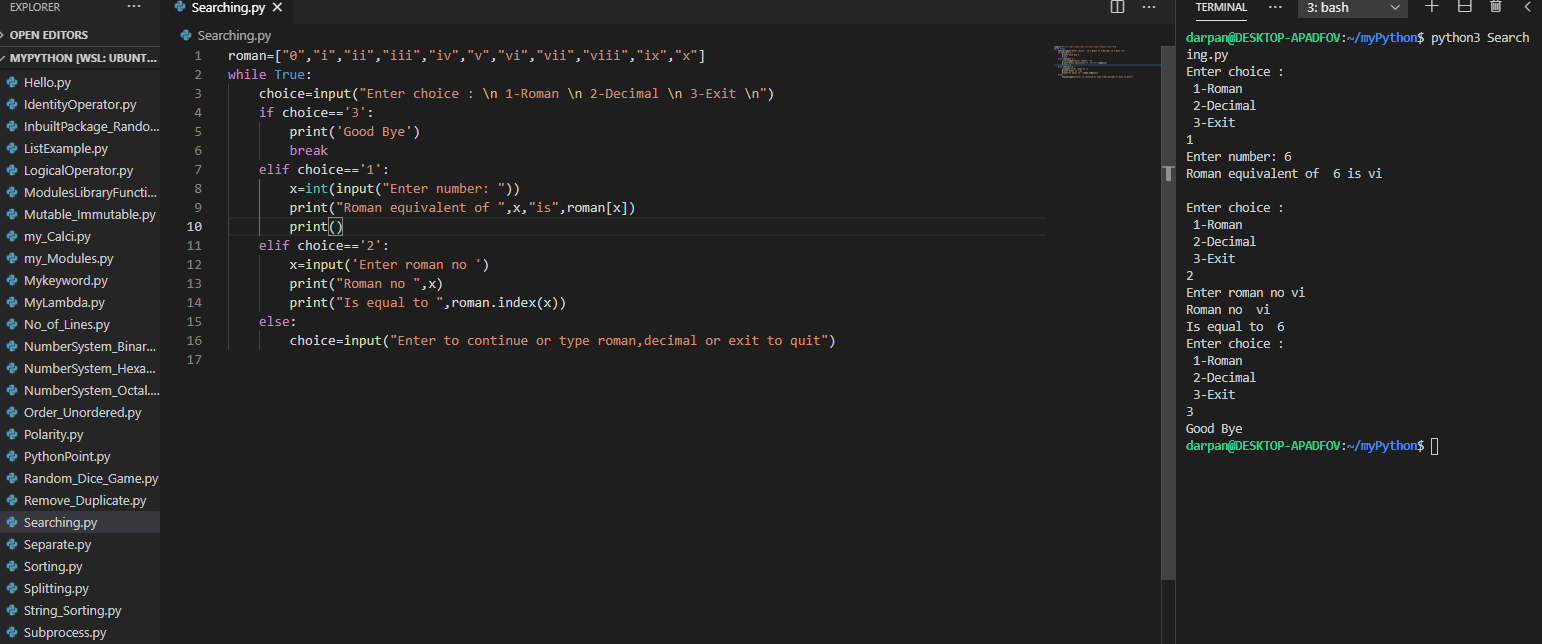 EXPLORER
OPEN EDITORS
MYPYTHON [WSL: UBUNT...
Hello.py
IdentityOperator.py
InbuiltPackage_Rando...
ListExample.py
LogicalOperator.py
ModulesLibraryFuncti...
Mutable_Immutable.py
my_Calci.py
my_Modules.py
Mykeyword.py
MyLambda.py
No_of_Lines.py
NumberSystem_Binar...
NumberSystem_Hexa...
NumberSystem_Octal....
Order_Unordered.py
Polarity.py
PythonPoint.py
Random_Dice_Game.py
Remove_Duplicate.py
Searching.py
Separate.py
Sorting.py
Splitting.py
String_Sorting.py
Subprocess.py
Searching.py
Searching.py
1 roman=["0","i","ii","iii","iv","v","vi","vii","viii","ix","x"]
2 while True:
3     choice=input("Enter choice : \n 1-Roman \n 2-Decimal \n 3-Exit \n")
4     if choice=='3':
5         print('Good Bye')
6         break
7     elif choice=='1':
8         x=int(input("Enter number: "))
9         print("Roman equivalent of ",x,"is",roman[x])
10         print()
11     elif choice=='2':
12         x=input('Enter roman no ')
13         print("Roman no ",x)
14         print("Is equal to ",roman.index(x))
15     else:
16         choice=input("Enter to continue or type roman,decimal or exit to quit")
17
TERMINAL
3: bash
darpan@DESKTOP-APADFOV:~/myPython$ python3 Search
ing.py
Enter choice :
 1-Roman
 2-Decimal
 3-Exit
1
Enter number: 6
Roman equivalent of  6 is vi
Enter choice :
 1-Roman
 2-Decimal
 3-Exit
2
Enter roman no vi
Roman no  vi
Is equal to  6
Enter choice :
 1-Roman
 2-Decimal
 3-Exit
3
Good Bye
darpan@DESKTOP-APADFOV:~/myPython$